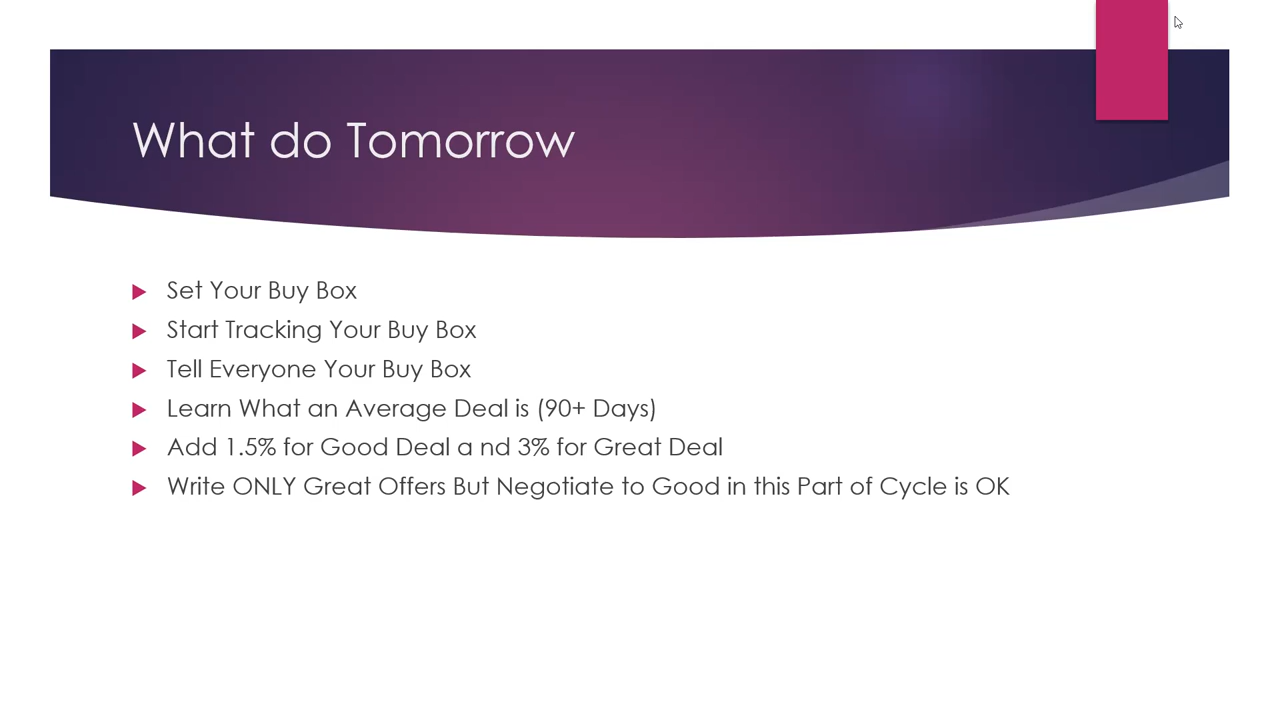 What do Tomorrow
Set Your Buy Box
Start Tracking Your Buy Box
Tell Everyone Your Buy Box
Learn What an Average Deal is (90+ Days)
Add 1.5% for Good Deal a nd 3% for Great Deal
Write ONLY Great Offers But Negotiate to Good in this Part of Cycle is OK